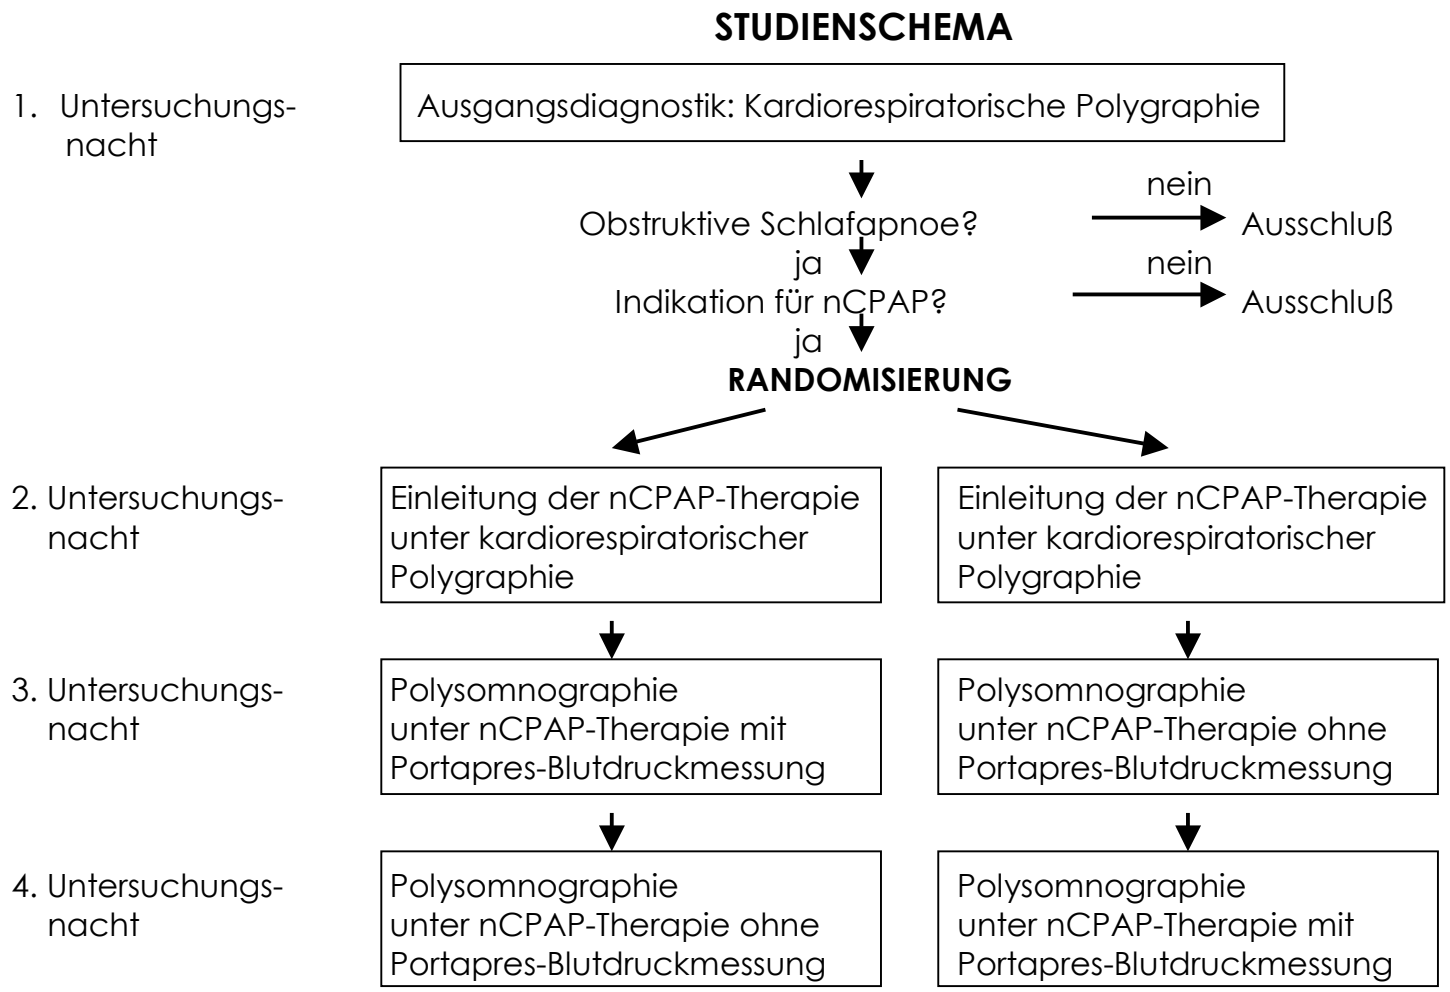 STUDIENSCHEMA
1. Untersuchungs-
nacht
Ausgangsdiagnostik: Kardiorespiratorische Polygraphie
nein
Obstruktive Schlafapnoe?
Ausschluß
ja
nein
Indikation für nCPAP?
Ausschluß
ja
RANDOMISIERUNG
2. Untersuchungs-
nacht
Einleitung der nCPAP-Therapie
unter kardiorespiratorischer
Polygraphie
Einleitung der nCPAP-Therapie
unter kardiorespiratorischer
Polygraphie
3. Untersuchungs-
nacht
Polysomnographie
unter nCPAP-Therapie mit
Portapres-Blutdruckmessung
Polysomnographie
unter nCPAP-Therapie ohne
Portapres-Blutdruckmessung
4. Untersuchungs-
nacht
Polysomnographie
unter nCPAP-Therapie ohne
Portapres-Blutdruckmessung
Polysomnographie
unter nCPAP-Therapie mit
Portapres-Blutdruckmessung